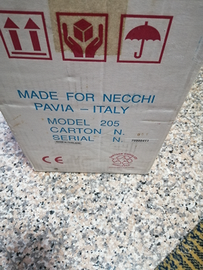 MADE FOR NECCHI
PAVIA - ITALY
MODEL 205
CARTON N.
SERIAL N.
CE